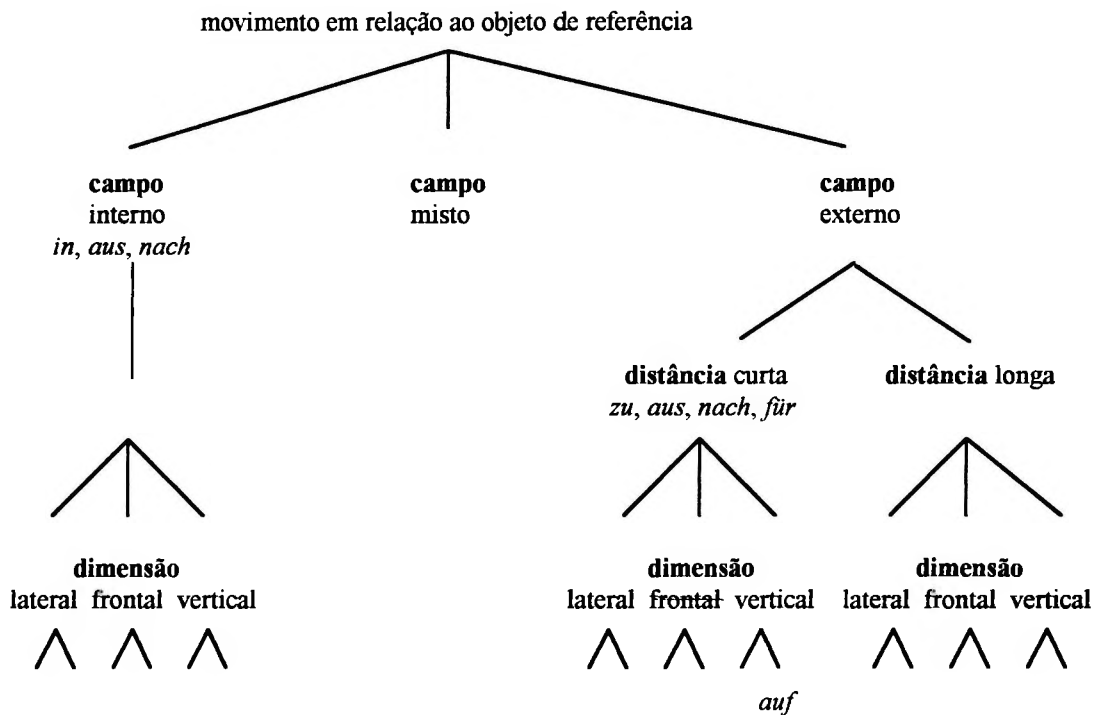 movimento em relação ao objeto de referência
campo campo campo
interno misto externo
in, aus, nach
distância curta distância longa
zu, aus, nach, für
dimensão dimensão dimensão
lateral frontal vertical lateral frontal vertical lateral frontal vertical
auf